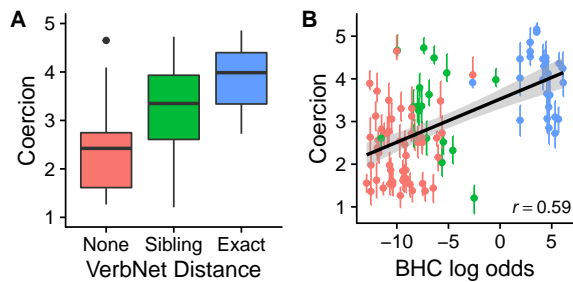 A
B
5
4
3
2
1
Coercion
None Sibling Exact
VerbNet Distance
5
4
3
2
1
Coercion
r = 0.59
−10 −5 0 5
BHC log odds